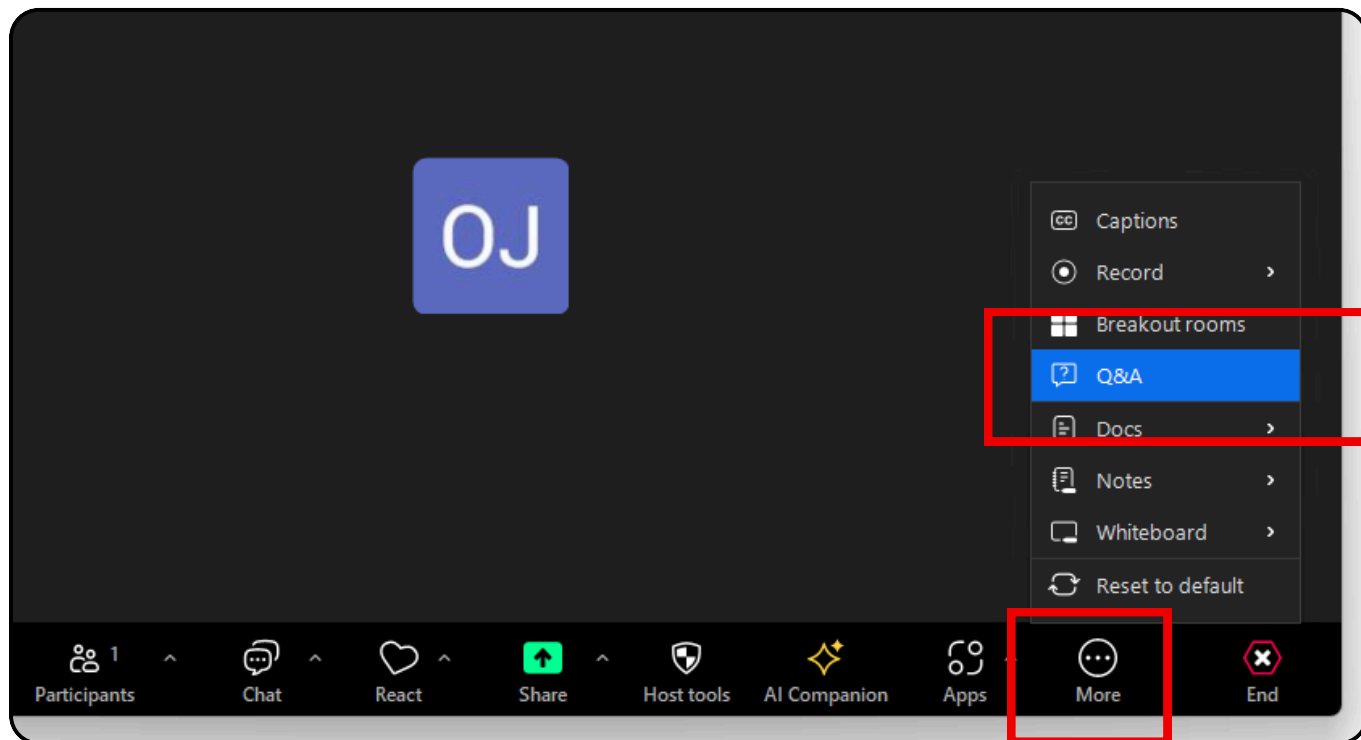 OJ
CC Captions
Record
Breakout rooms
Q&A
Docs
Notes
Whiteboard
Reset to default
1
Participants Chat React Share Host tools AI Companion Apps More End